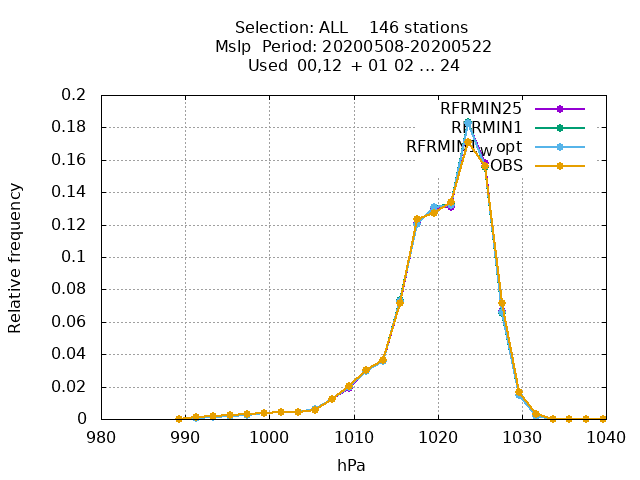 Selection: ALL    146 stations
Mslp  Period: 20200508-20200522
Used  00,12  + 01 02 ... 24
0.2
0.18
0.16
0.14
0.12
0.1
0.08
0.06
0.04
0.02
0
Relative frequency
RFRMIN25
RFRMIN1
opt
OBS
980
990
1000
1010
1020
1030
1040
hPa